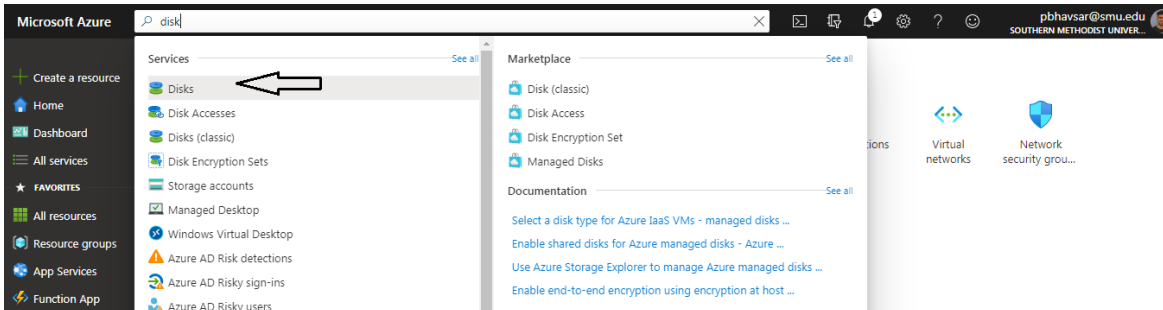 Microsoft Azure
disk
1
pbhavsar@smu.edu
SOUTHERN METHODIST UNIVER...
Create a resource
Home
Dashboard
All services
FAVORITES
All resources
Resource groups
App Services
Function App
Services
See all
Disks
Disk Accesses
Disks (classic)
Disk Encryption Sets
Storage accounts
Managed Desktop
Windows Virtual Desktop
Azure AD Risk detections
Azure AD Risky sign-ins
Azure AD Risky users
Marketplace
See all
Disk (classic)
Disk Access
Disk Encryption Set
Managed Disks
Documentation
See all
Select a disk type for Azure IaaS VMs - managed disks ...
Enable shared disks for Azure managed disks - Azure ...
Use Azure Storage Explorer to manage Azure managed disks ...
Enable end-to-end encryption using encryption at host ...
tions
Virtual
networks
Network
security grou...